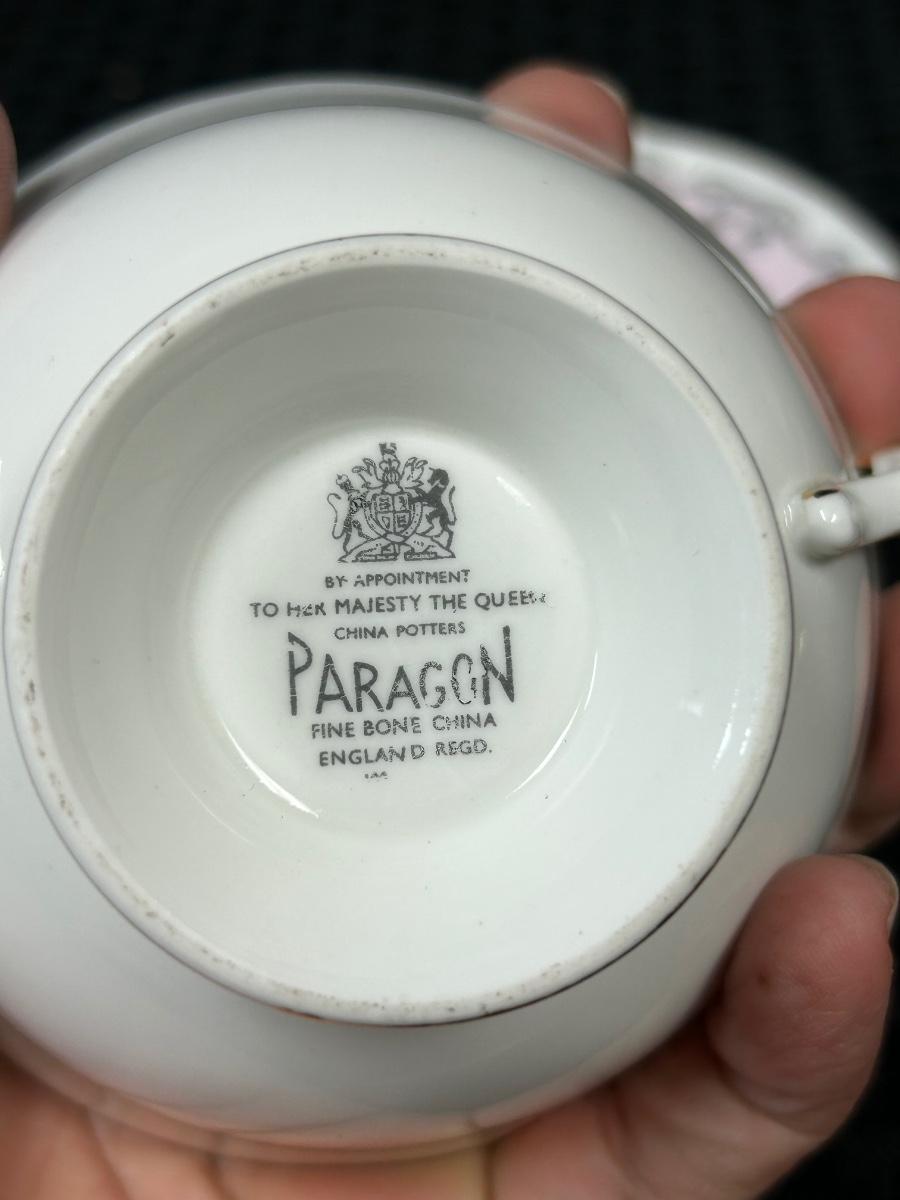 BY APPOINTMENT
TO HER MAJESTY THE QUEEN
CHINA POTTERS
PARAGON
FINE BONE CHINA
ENGLAND REGD.